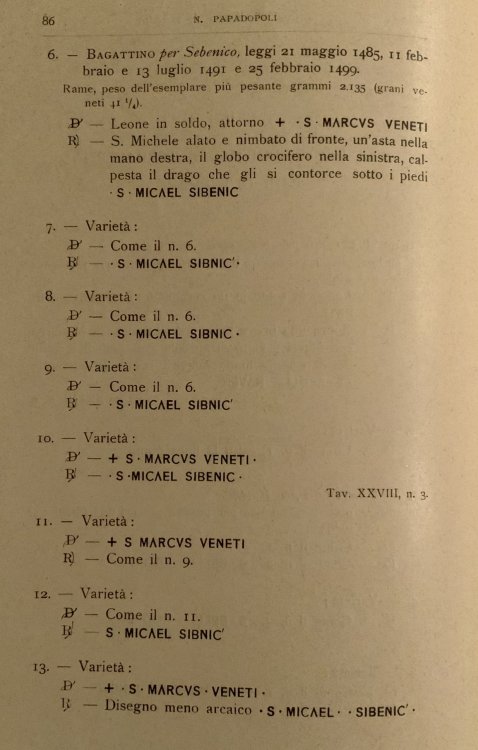 86
N. PAPADOPOLI
6. — BAGATTINO per Sebenico, leggi 21 maggio 1485, 11 feb-
braio e 13 luglio 1491 e 25 febbraio 1499.
Rame, peso dell'esemplare più pesante grammi 2.135 (grani ve-
neti 41 ¼).
D' — Leone in soldo, attorno + · S · MARCVS VENETI
R) — S. Michele alato e nimbato di fronte, un'asta nella
mano destra, il globo crocifero nella sinistra, cal-
pesta il drago che gli si contorce sotto i piedi
· S · MICAEL SIBENIC
7. — Varietà :
D' — Come il n. 6.
R) — · S · MICAEL SIBNIC' ·
8. — Varietà :
D' — Come il n. 6.
R) — · S · MICAEL SIBNIC ·
9. — Varietà :
D' — Come il n. 6.
R) — · S · MICAEL SIBNIC'
10. — Varietà :
D' — + S · MARCVS VENETI ·
R) — · S · MICAEL SIBENIC ·
Tav. XXVIII, n. 3.
11. — Varietà :
D' — + S MARCVS VENETI
R) — Come il n. 9.
12. — Varietà :
D' — Come il n. 11.
R) — S · MICAEL SIBNIC'
13. — Varietà :
D' — + · S · MARCVS · VENETI ·
R) — Disegno meno arcaico · S · MICAEL · · SIBENIC' ·